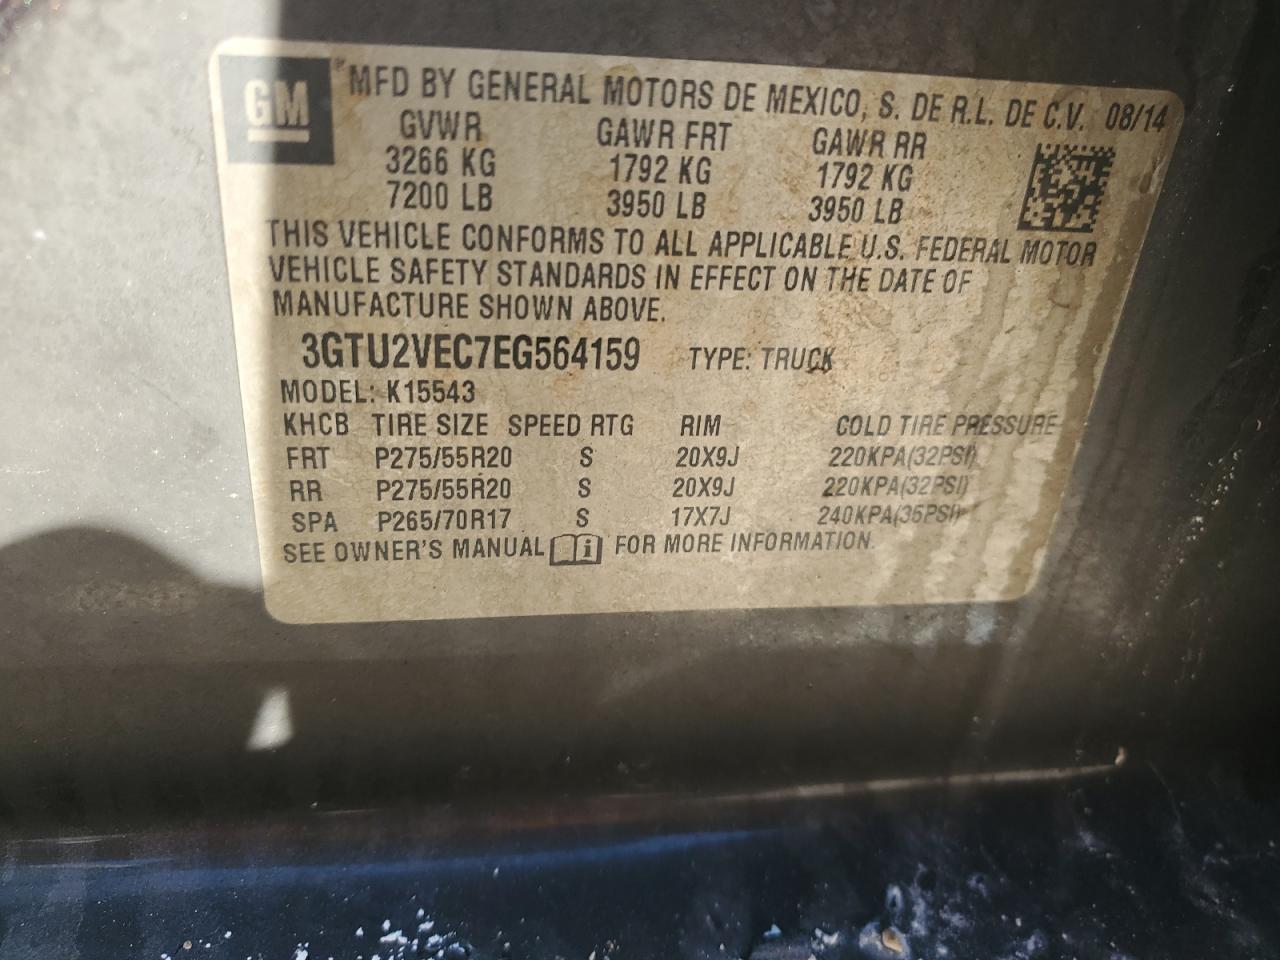 GM ® MFD BY GENERAL MOTORS DE MEXICO, S. DE R.L. DE C.V. 08/14
GVWR GAWR FRT GAWR RR
3266 KG 1792 KG 1792 KG
7200 LB 3950 LB 3950 LB
THIS VEHICLE CONFORMS TO ALL APPLICABLE U.S. FEDERAL MOTOR
VEHICLE SAFETY STANDARDS IN EFFECT ON THE DATE OF
MANUFACTURE SHOWN ABOVE.
3GTU2VEC7EG564159 TYPE: TRUCK
MODEL: K15543
KHCB TIRE SIZE SPEED RTG RIM COLD TIRE PRESSURE
FRT P275/55R20 S 20X9J 220KPA(32PSI)
RR P275/55R20 S 20X9J 220KPA(32PSI)
SPA P265/70R17 S 17X7J 240KPA(35PSI)
SEE OWNER'S MANUAL i FOR MORE INFORMATION.